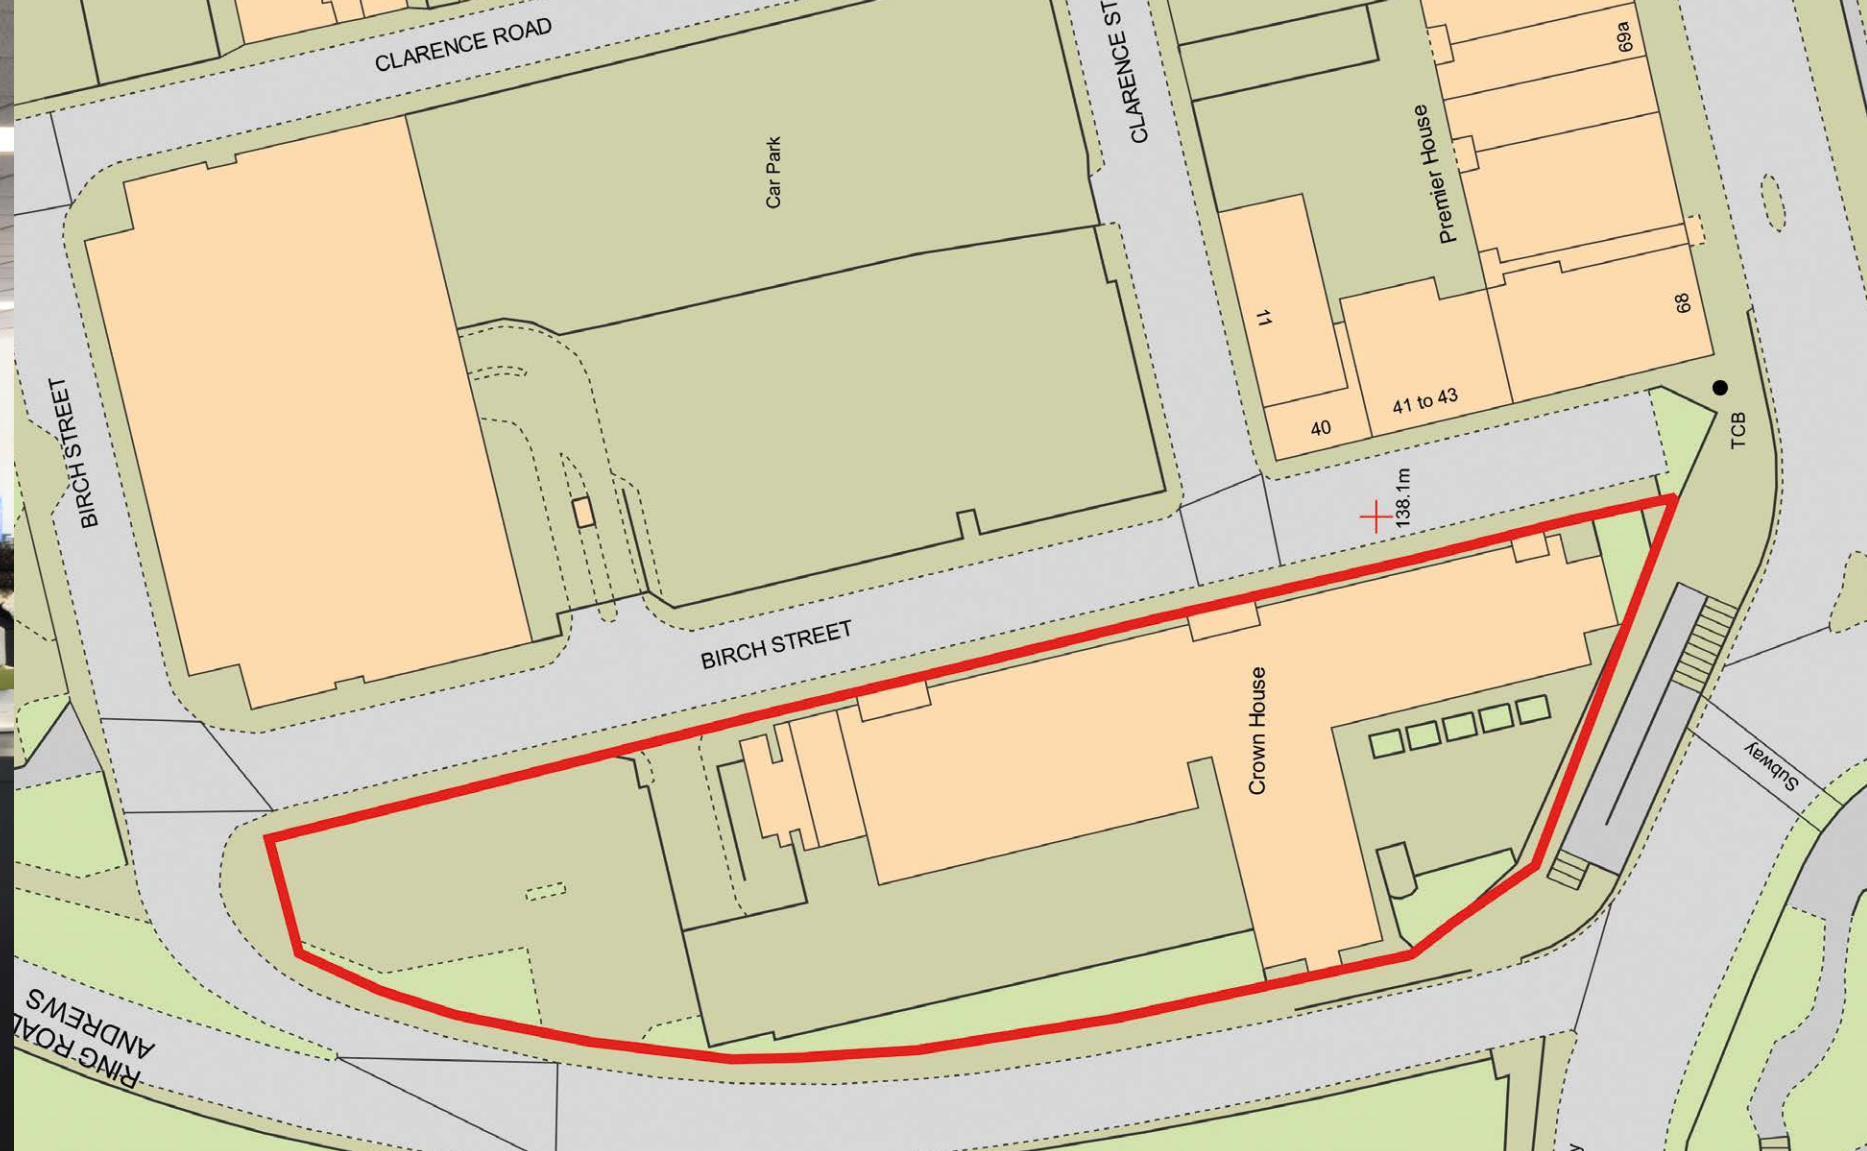 CLARENCE ROAD
CLARENCE ST
69a
Car Park
Premier House
11
68
BIRCH STREET
41 to 43
40
TCB
138.1m
BIRCH STREET
Crown House
Subway
RING ROAD
ANDREWS